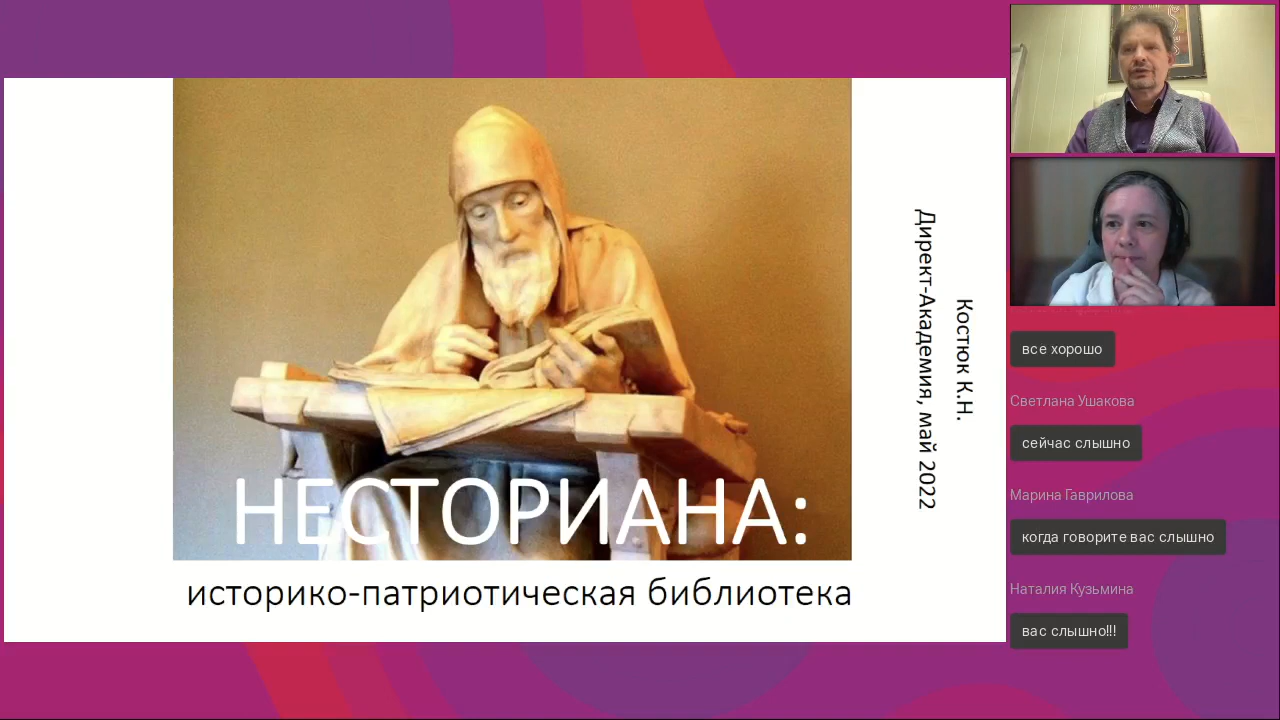 НЕСТОРИАНА:
историко-патриотическая библиотека
Костюк К.Н.
Директ-Академия, май 2022
все хорошо
Светлана Ушакова
сейчас слышно
Марина Гаврилова
когда говорите вас слышно
Наталия Кузьмина
вас слышно!!!